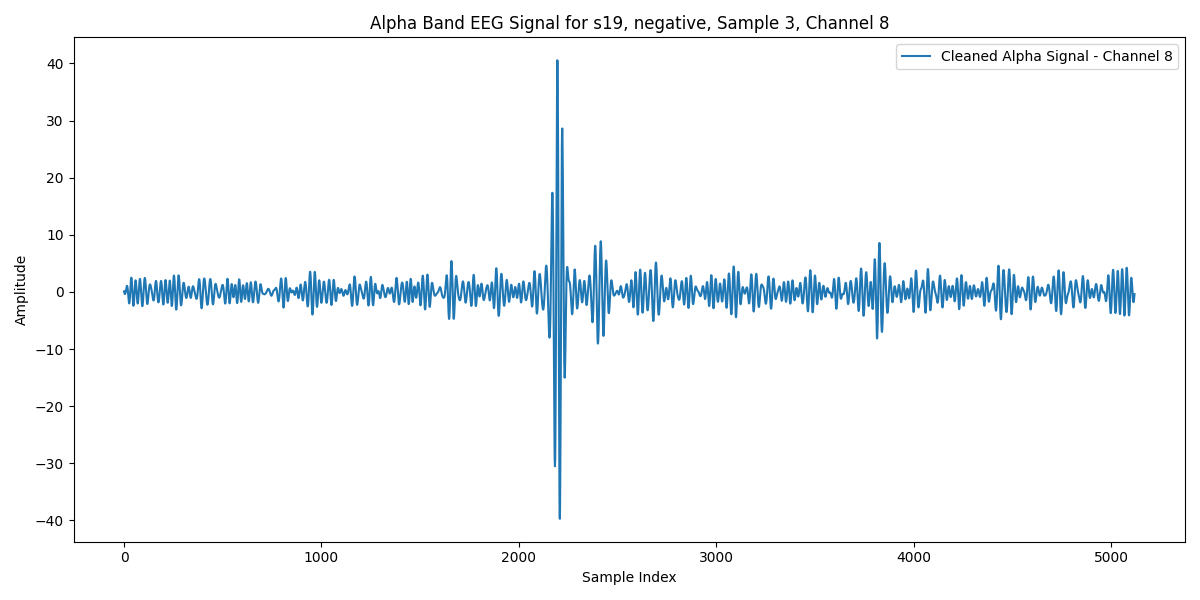 Alpha Band EEG Signal for s19, negative, Sample 3, Channel 8
Cleaned Alpha Signal - Channel 8
40
30
20
10
0
−10
−20
−30
−40
Amplitude
0 1000 2000 3000 4000 5000
Sample Index